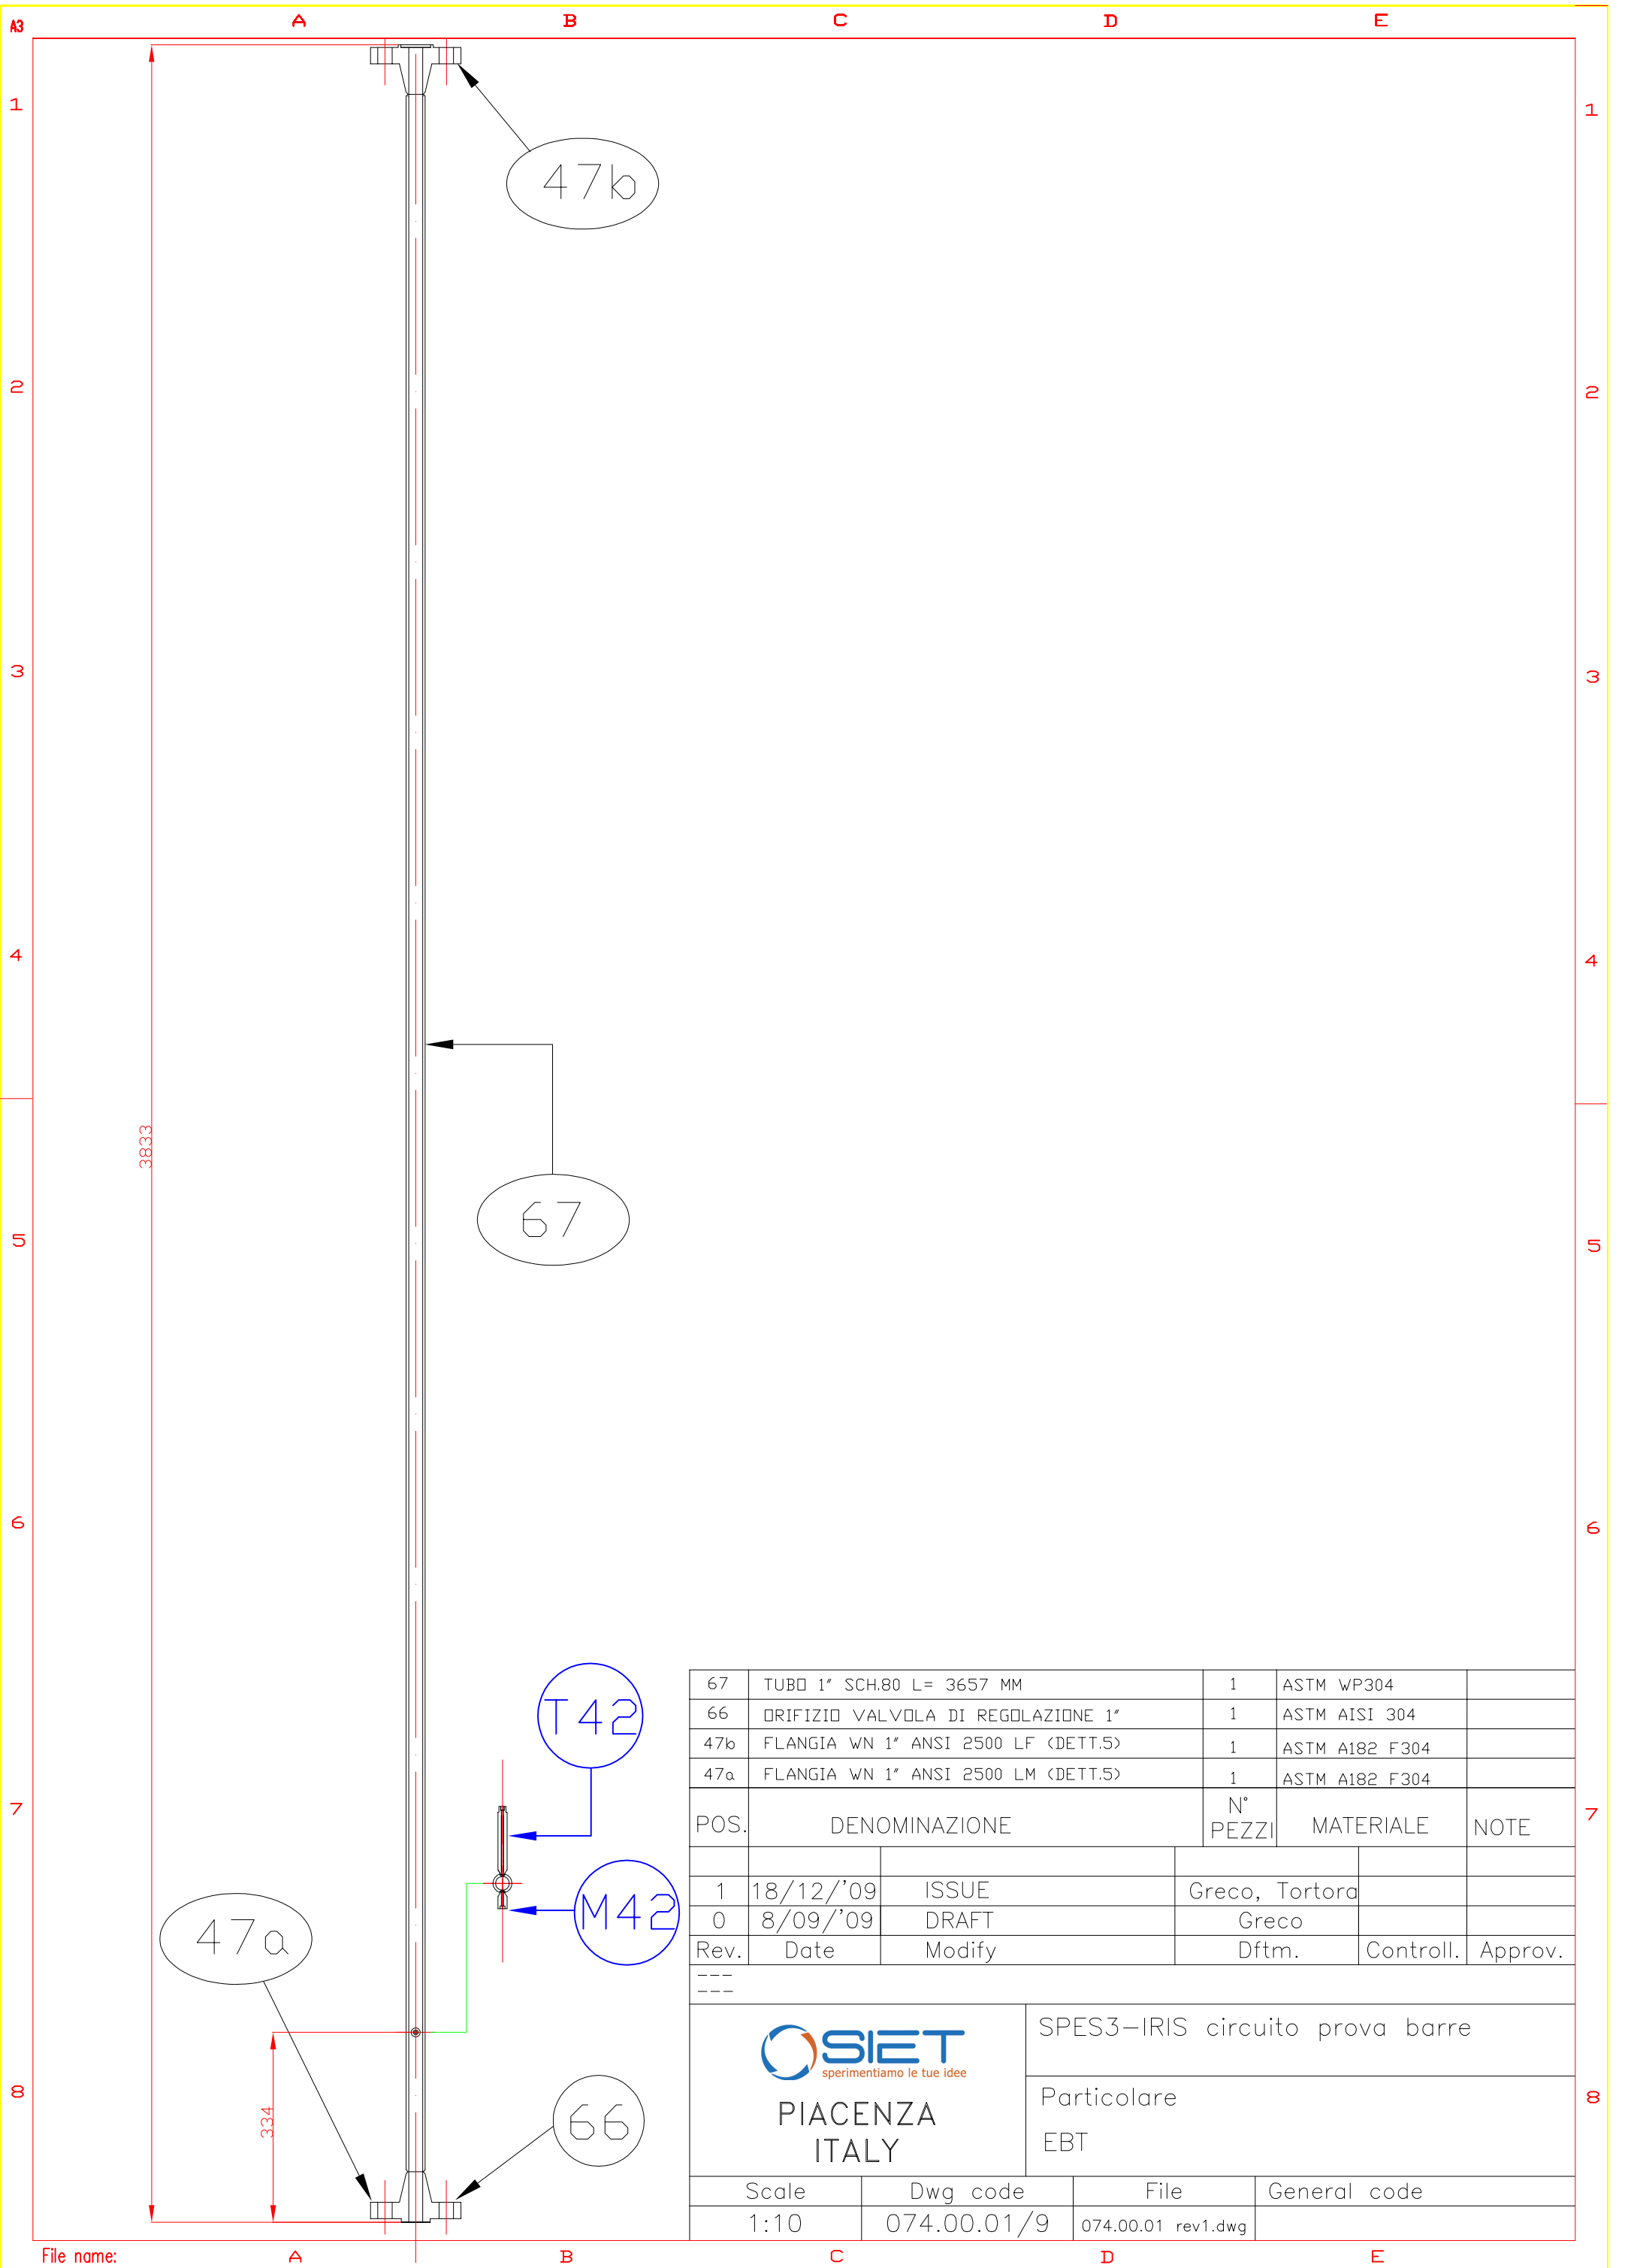 A3 A B C D E
1 1
47b
2 2
3 3
4 4
3833
67
5 5
6 6
T42
67 TUBO 1" SCH.80 L= 3657 MM 1 ASTM WP304
66 ORIFIZIO VALVOLA DI REGOLAZIONE 1" 1 ASTM AISI 304
47b FLANGIA WN 1" ANSI 2500 LF (DETT.5) 1 ASTM A182 F304
47a FLANGIA WN 1" ANSI 2500 LM (DETT.5) 1 ASTM A182 F304
7 7
POS. DENOMINAZIONE N° PEZZI MATERIALE NOTE
M42
1 18/12/'09 ISSUE Greco, Tortora
0 8/09/'09 DRAFT Greco
Rev. Date Modify Dftm. Controll. Approv.
47a
---
---
SIET
sperimentiamo le tue idee
PIACENZA
ITALY
SPES3-IRIS circuito prova barre
Particolare
EBT
8 8
334
66
Scale Dwg code File General code
1:10 074.00.01/9 074.00.01 rev1.dwg
File name: A B C D E